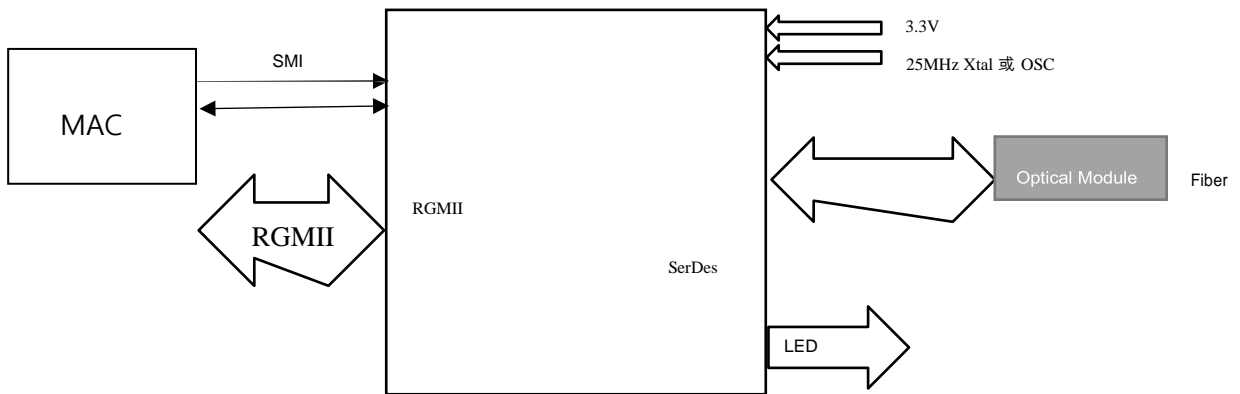 3.3V
SMI
25MHz Xtal 或 OSC
MAC
Optical Module
Fiber
RGMII
RGMII
SerDes
LED